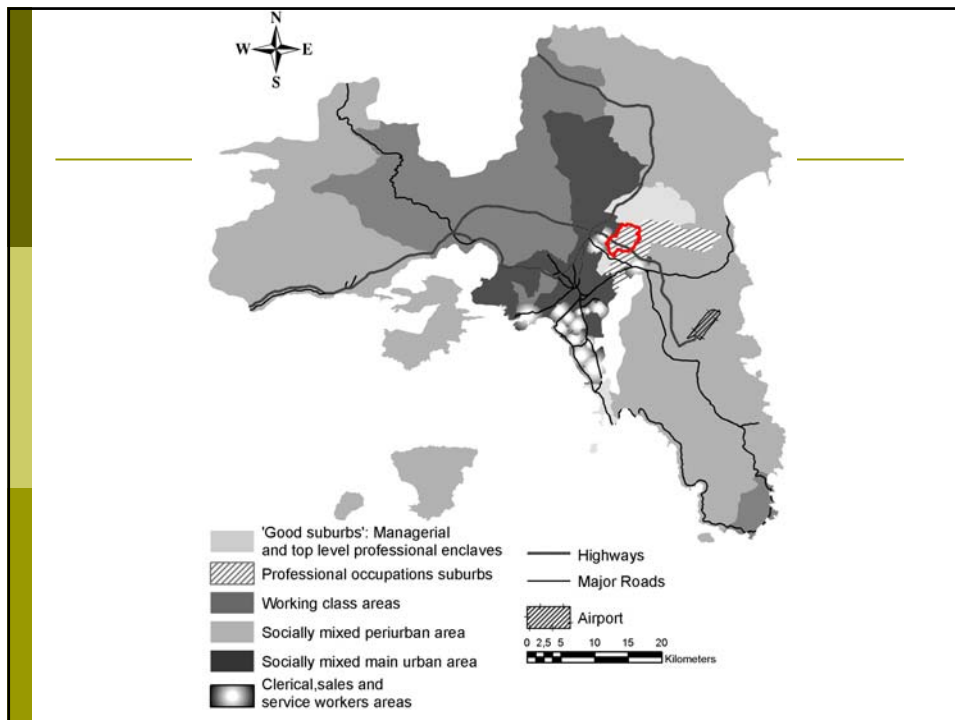 N
W E
S
'Good suburbs': Managerial
and top level professional enclaves
Professional occupations suburbs
Working class areas
Socially mixed periurban area
Socially mixed main urban area
Clerical,sales and
service workers areas
Highways
Major Roads
Airport
0 2,5 5 10 15 20
Kilometers